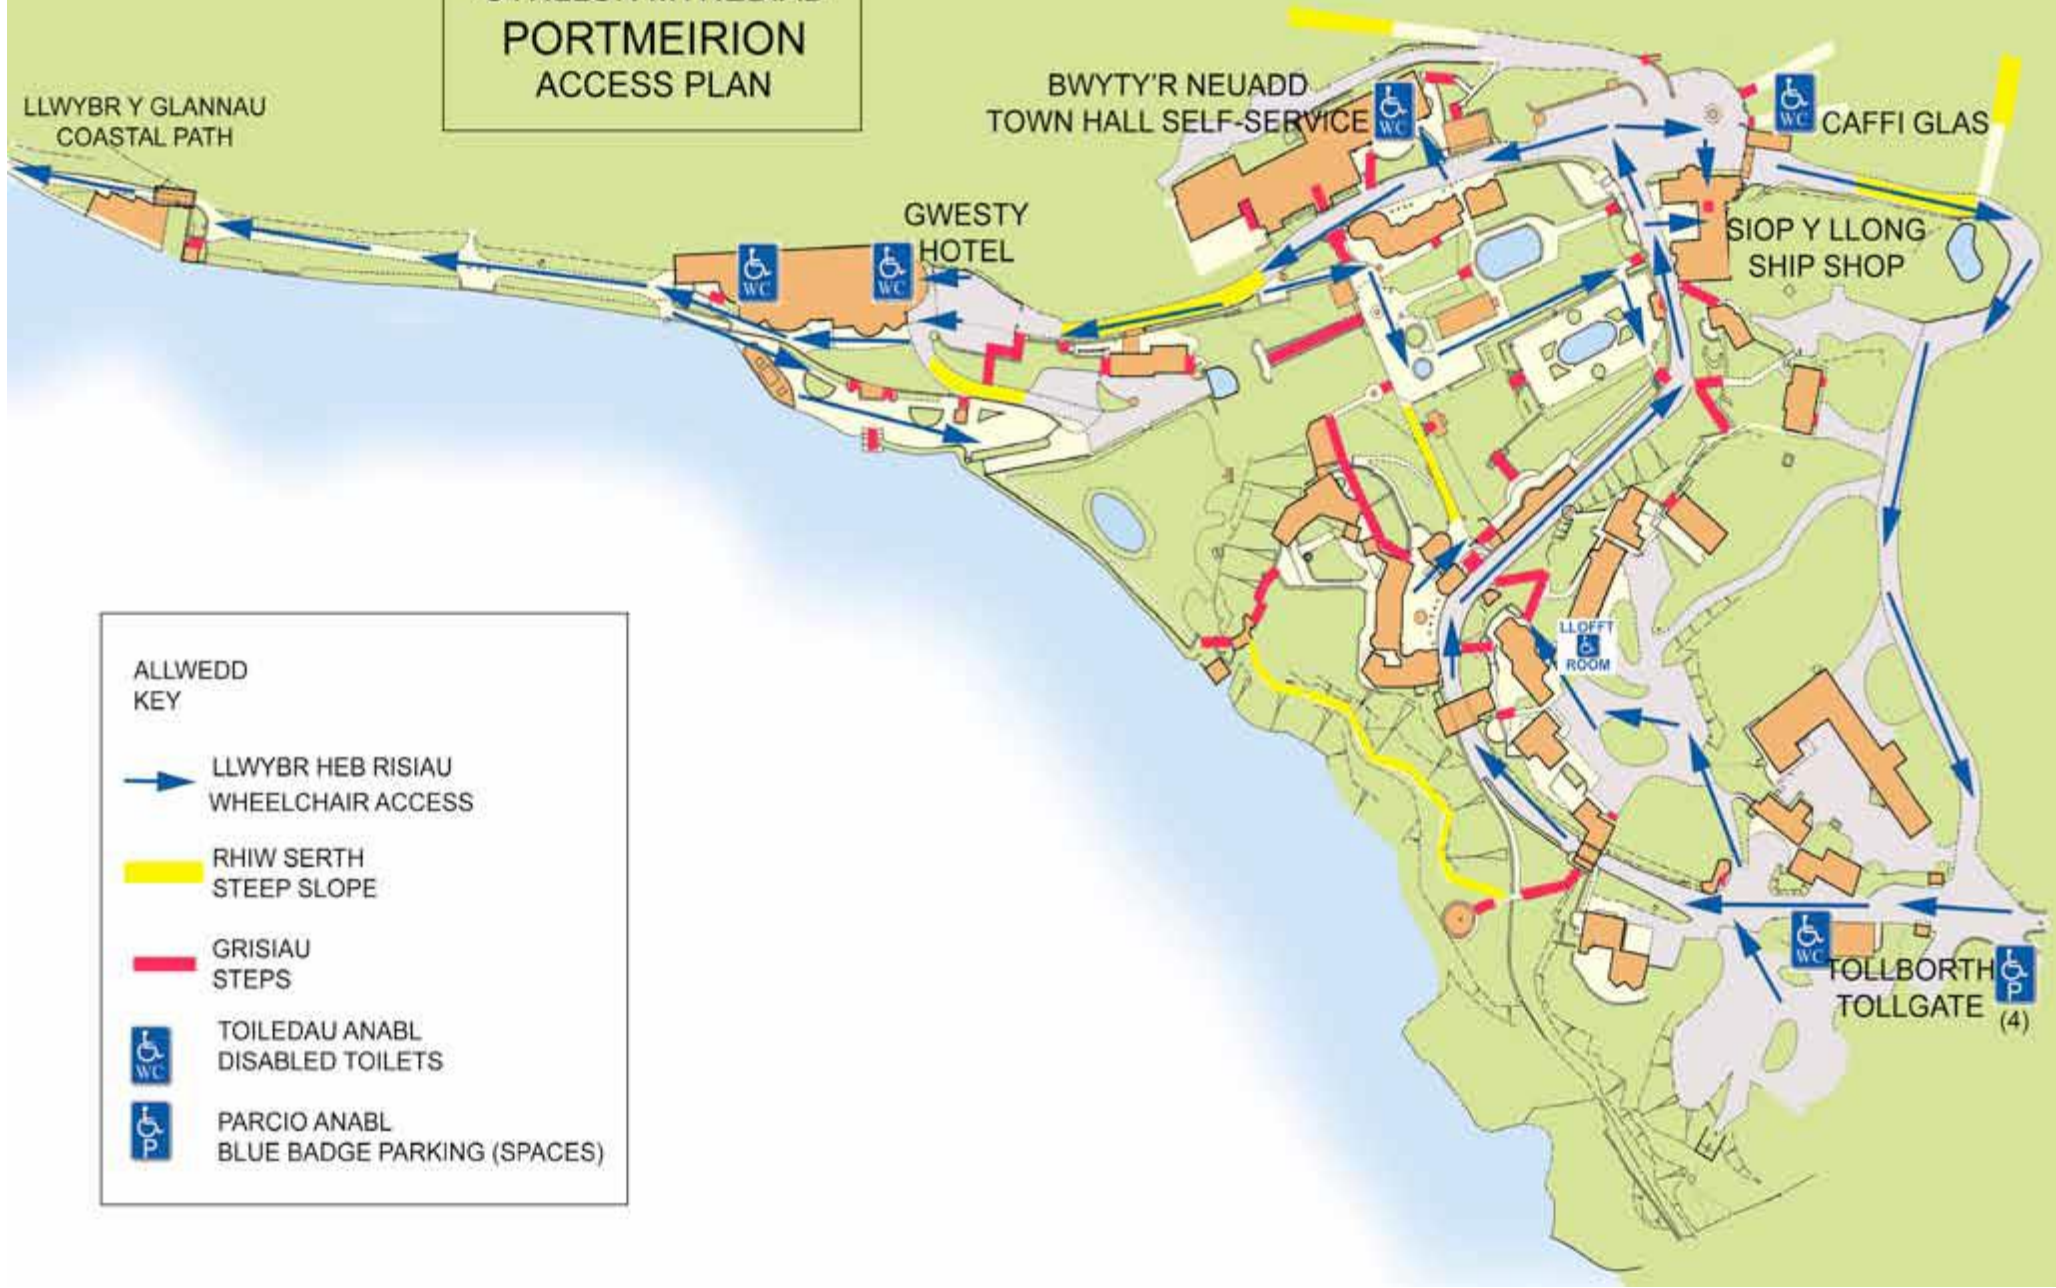 PORTMEIRION
ACCESS PLAN
LLWYBR Y GLANNAU
COASTAL PATH
BWYTY'R NEUADD
TOWN HALL SELF-SERVICE
WC
WC
CAFFI GLAS
GWESTY
HOTEL
WC
WC
SIOP Y LLONG
SHIP SHOP
LLOFFT
ROOM
WC
TOLLBORTH
TOLLGATE
P
(4)
ALLWEDD
KEY
LLWYBR HEB RISIAU
WHEELCHAIR ACCESS
RHIW SERTH
STEEP SLOPE
GRISIAU
STEPS
WC
TOILEDAU ANABL
DISABLED TOILETS
P
PARCIO ANABL
BLUE BADGE PARKING (SPACES)